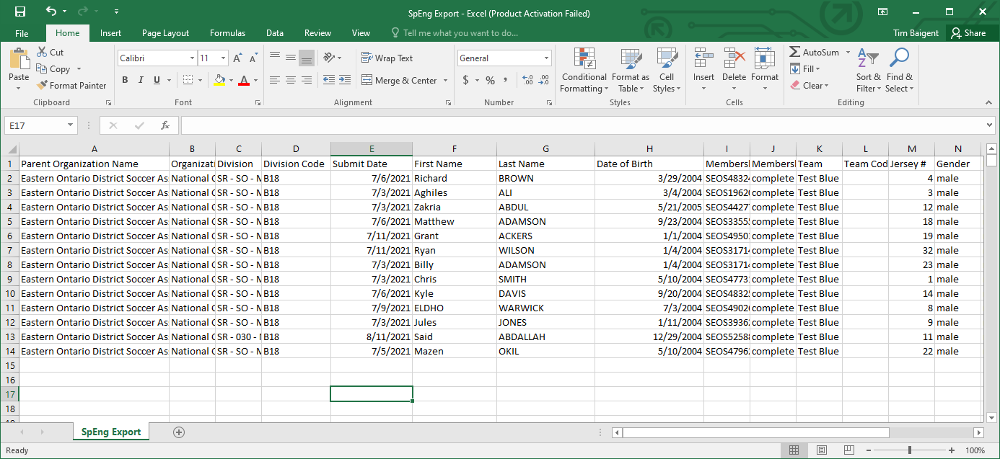 SpEng Export - Excel (Product Activation Failed)
File Home Insert Page Layout Formulas Data Review View Tell me what you want to do... Tim Baigent Share
Paste Cut Copy Format Painter Clipboard
Calibri 11 B I U A A A Font
Wrap Text Merge & Center Alignment
General $ % , .0 .00 .00 .0 Number
Conditional Formatting Format as Table Cell Styles Styles
Insert Delete Format Cells
AutoSum Fill Clear Sort & Filter Find & Select Editing
E17 fx
A B C D E F G H I J K L M N
1 Parent Organization Name Organizati Division Division Code Submit Date First Name Last Name Date of Birth Members Members Team Team Cod Jersey # Gender
2 Eastern Ontario District Soccer As National C SR - SO - M B18 7/6/2021 Richard BROWN 3/29/2004 SEOS4832 complete Test Blue 4 male
3 Eastern Ontario District Soccer As National C SR - SO - M B18 7/3/2021 Aghiles ALI 3/4/2004 SEOS1962 complete Test Blue 3 male
4 Eastern Ontario District Soccer As National C SR - SO - M B18 7/3/2021 Zakria ABDUL 5/21/2005 SEOS4427 complete Test Blue 12 male
5 Eastern Ontario District Soccer As National C SR - SO - M B18 7/6/2021 Matthew ADAMSON 9/23/2004 SEOS3355 complete Test Blue 18 male
6 Eastern Ontario District Soccer As National C SR - SO - M B18 7/11/2021 Grant ACKERS 1/1/2004 SEOS4950 complete Test Blue 19 male
7 Eastern Ontario District Soccer As National C SR - SO - M B18 7/11/2021 Ryan WILSON 1/4/2004 SEOS3171 complete Test Blue 32 male
8 Eastern Ontario District Soccer As National C SR - SO - M B18 7/3/2021 Billy ADAMSON 1/4/2004 SEOS3171 complete Test Blue 23 male
9 Eastern Ontario District Soccer As National C SR - SO - M B18 7/3/2021 Chris SMITH 5/10/2004 SEOS4773 complete Test Blue 1 male
10 Eastern Ontario District Soccer As National C SR - SO - M B18 7/6/2021 Kyle DAVIS 9/20/2004 SEOS4832 complete Test Blue 14 male
11 Eastern Ontario District Soccer As National C SR - SO - M B18 7/9/2021 ELDHO WARWICK 7/3/2004 SEOS4902 complete Test Blue 8 male
12 Eastern Ontario District Soccer As National C SR - SO - M B18 7/3/2021 Jules JONES 1/11/2004 SEOS3936 complete Test Blue 9 male
13 Eastern Ontario District Soccer As National C SR - 030 - B18 8/11/2021 Said ABDALLAH 12/29/2004 SEOS5258 complete Test Blue 11 male
14 Eastern Ontario District Soccer As National C SR - SO - M B18 7/5/2021 Mazen OKIL 5/10/2004 SEOS4796 complete Test Blue 22 male
15
16
17
18
SpEng Export
Ready 100%